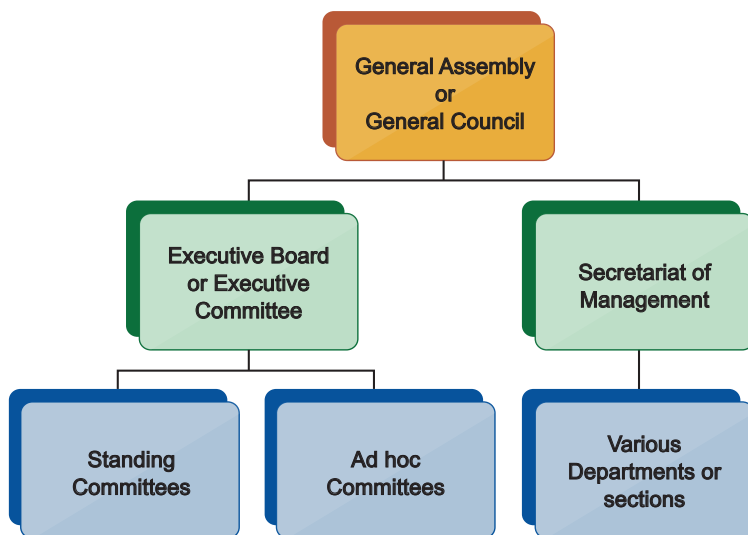 General Assembly
or
General Council
Executive Board
or Executive
Committee
Secretariat of
Management
Standing
Committees
Ad hoc
Committees
Various
Departments or
sections